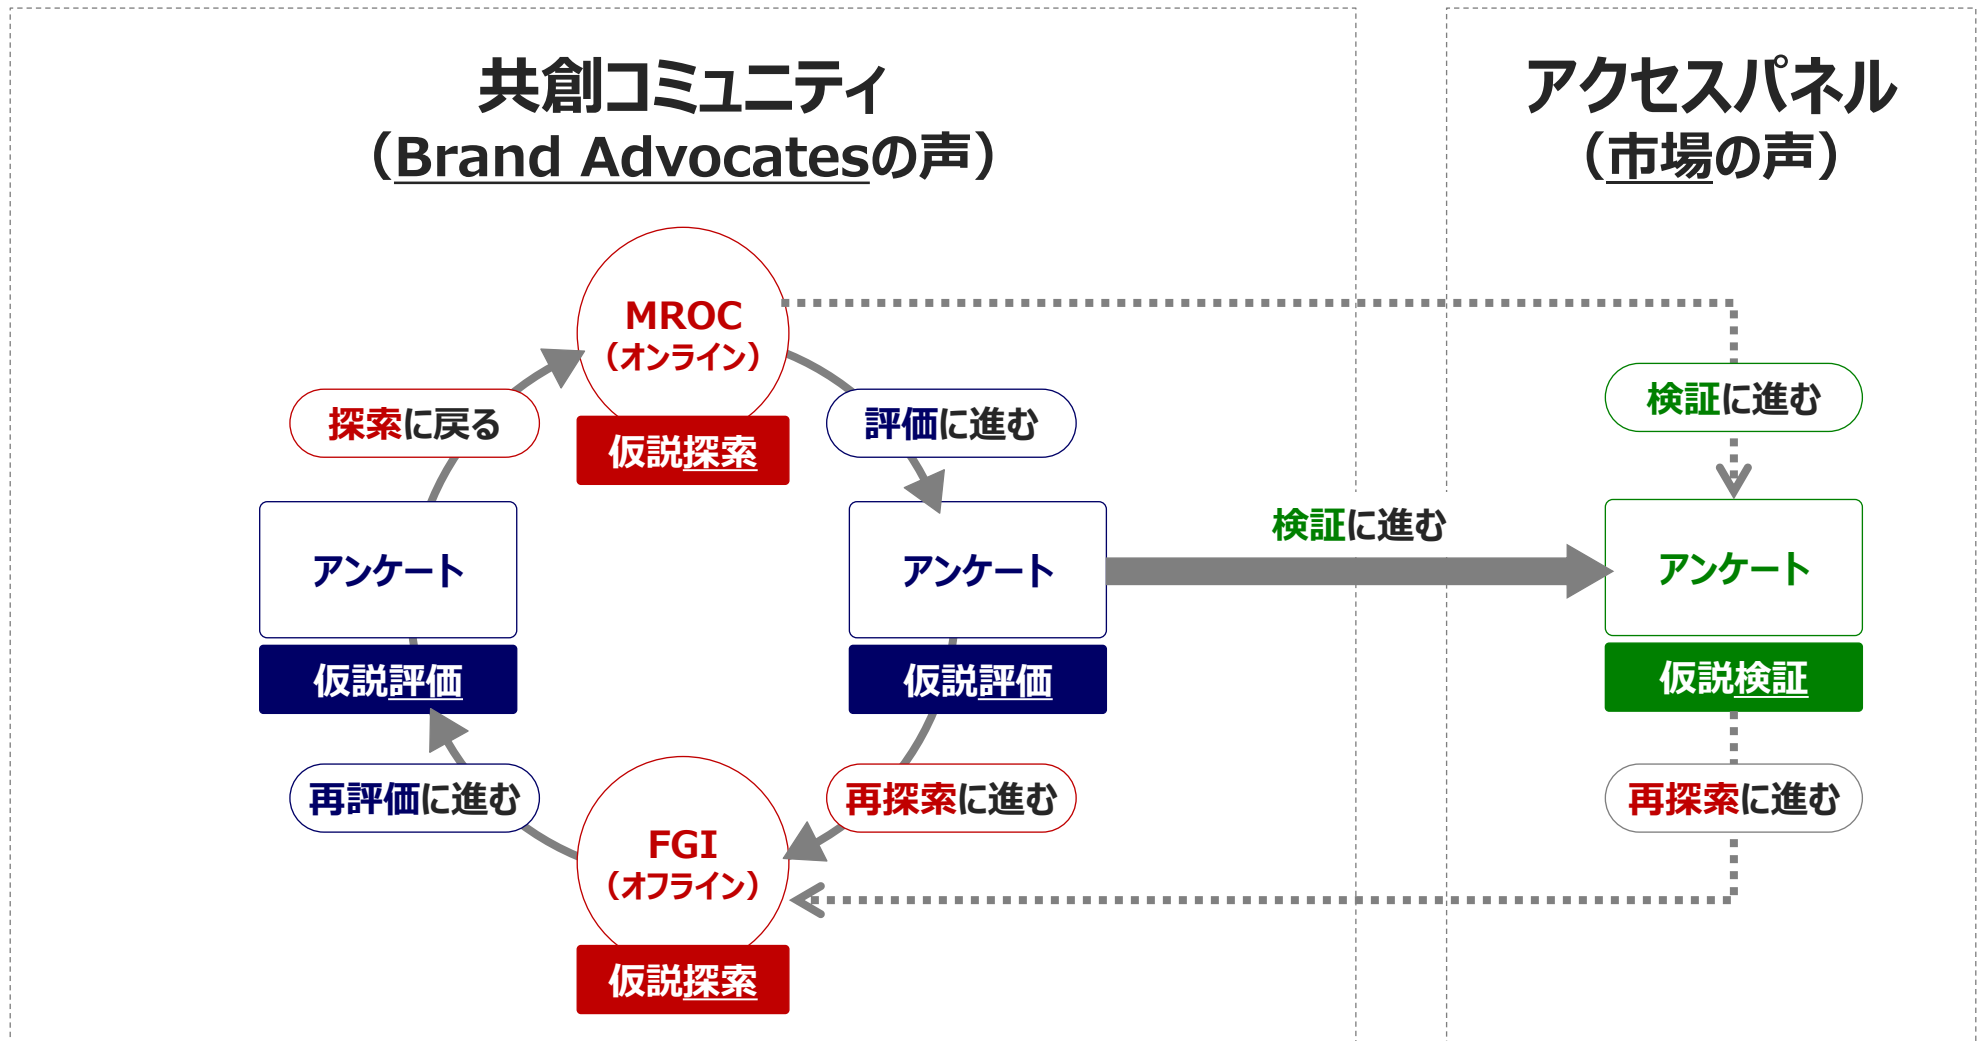 共創コミュニティ
（Brand Advocatesの声）
アクセスパネル
（市場の声）
MROC
（オンライン）
仮説探索
探索に戻る
評価に進む
検証に進む
アンケート
仮説評価
アンケート
仮説評価
検証に進む
アンケート
仮説検証
再評価に進む
再探索に進む
再探索に進む
FGI
（オフライン）
仮説探索